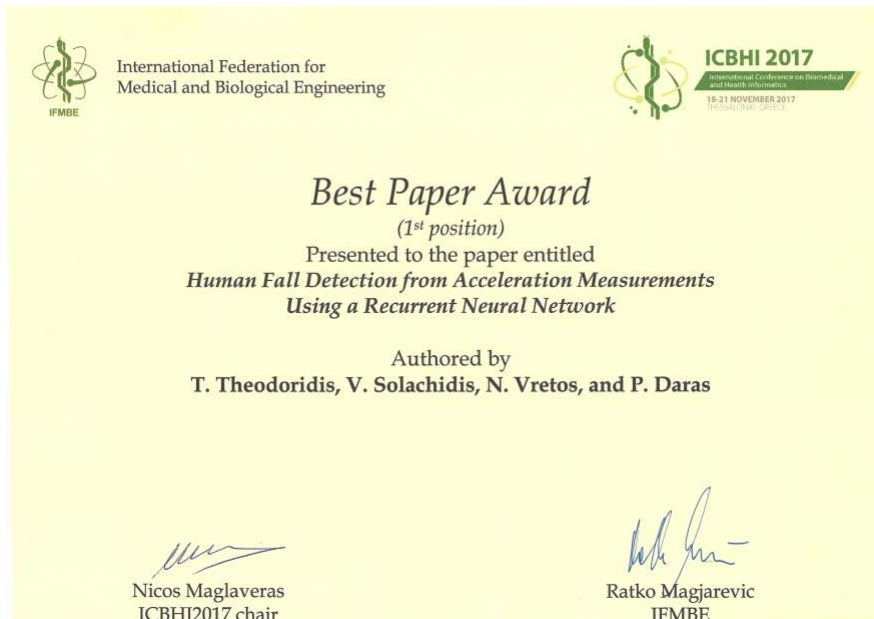 International Federation for
Medical and Biological Engineering
IFMBE
ICBHI 2017
International Conference on Biomedical
and Health Informatics
18-21 NOVEMBER 2017
THESSALONIKI, GREECE
Best Paper Award
(1st position)
Presented to the paper entitled
Human Fall Detection from Acceleration Measurements
Using a Recurrent Neural Network
Authored by
T. Theodoridis, V. Solachidis, N. Vretos, and P. Daras
Nicos Maglaveras
ICBHI2017 chair
Ratko Magjarevic
IFMBE